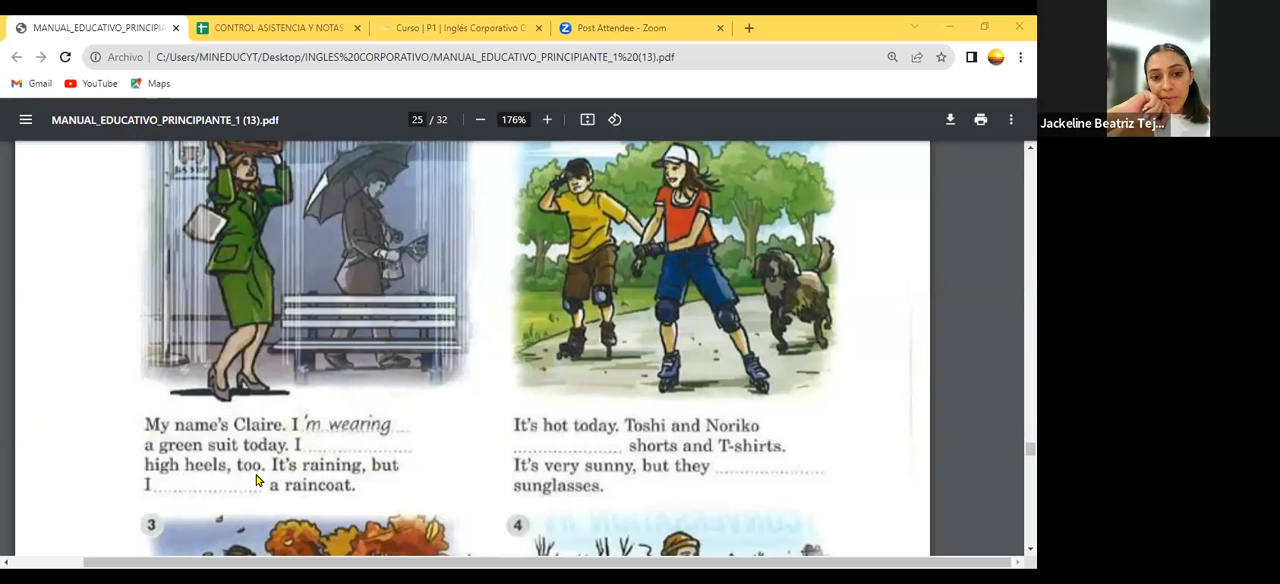 MANUAL_EDUCATIVO_PRINCIPIA
CONTROL ASISTENCIA Y NOTAS
Curso | P1 | Inglés Corporativo O
Post Attendee - Zoom
Archivo
C:/Users/MINEDUCYT/Desktop/INGLES%20CORPORATIVO/MANUAL_EDUCATIVO_PRINCIPIANTE_1%20(13).pdf
Gmail
YouTube
Maps
MANUAL_EDUCATIVO_PRINCIPIANTE_1 (13).pdf
25 / 32
176%
Jackeline Beatriz Tej...
My name's Claire. I 'm wearing
a green suit today. I
high heels, too. It's raining, but
I a raincoat.
It's hot today. Toshi and Noriko
shorts and T-shirts.
It's very sunny, but they
sunglasses.
3
4